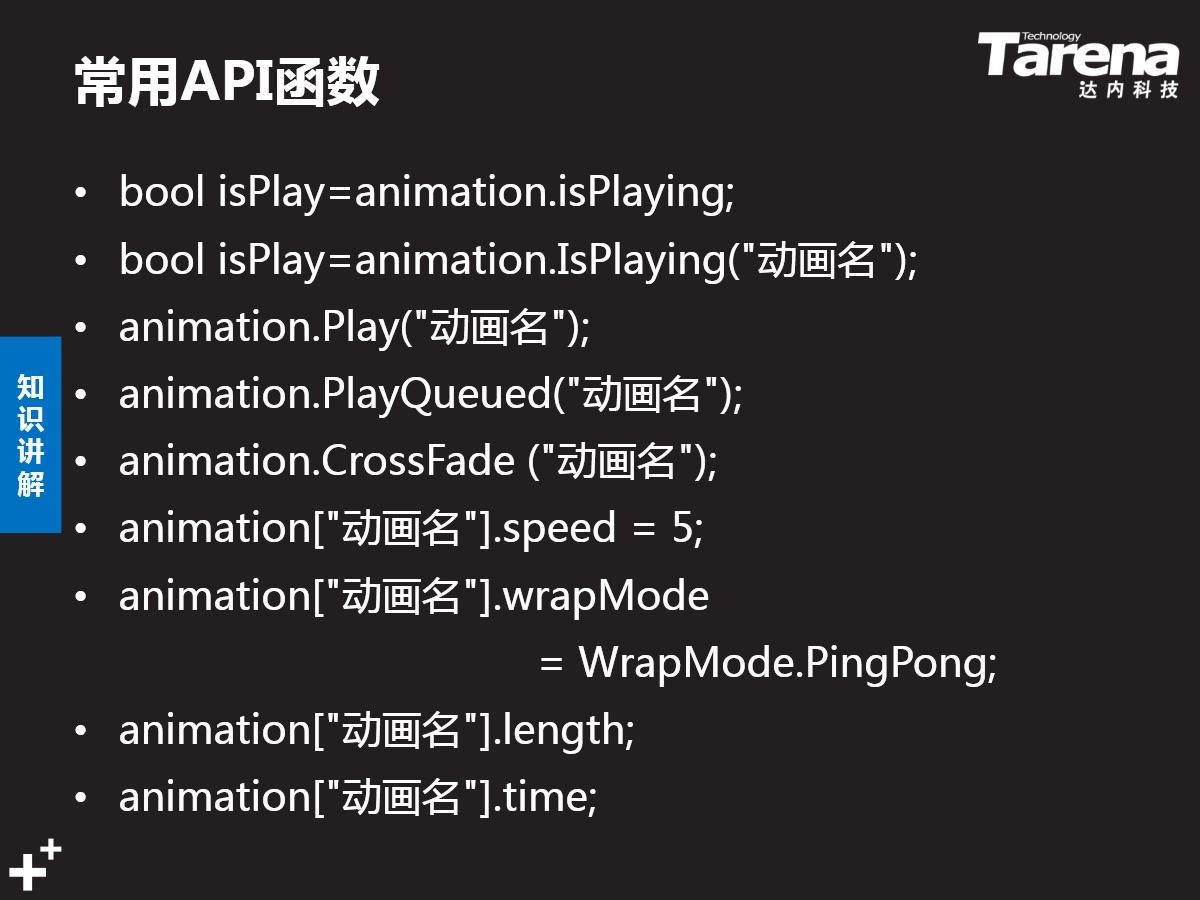 常用API函数
Technology
Tarena
达内科技
• bool isPlay=animation.isPlaying;
• bool isPlay=animation.IsPlaying("动画名");
• animation.Play("动画名");
• animation.PlayQueued("动画名");
• animation.CrossFade ("动画名");
• animation["动画名"].speed = 5;
• animation["动画名"].wrapMode
= WrapMode.PingPong;
• animation["动画名"].length;
• animation["动画名"].time;
知识讲解